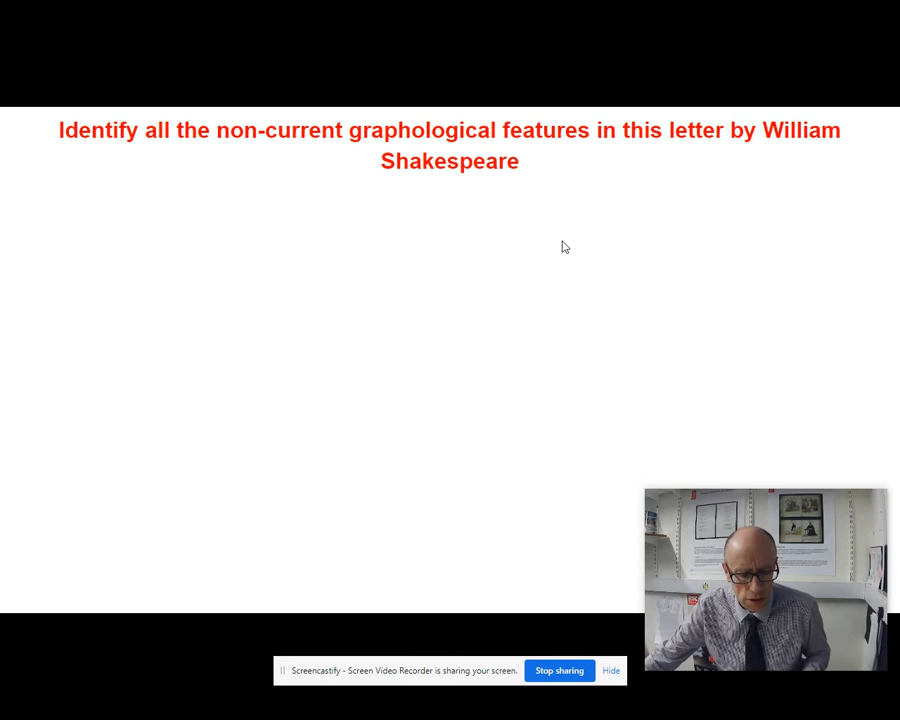 Identify all the non-current graphological features in this letter by William
Shakespeare
Screencastify - Screen Video Recorder is sharing your screen.
Stop sharing
Hide